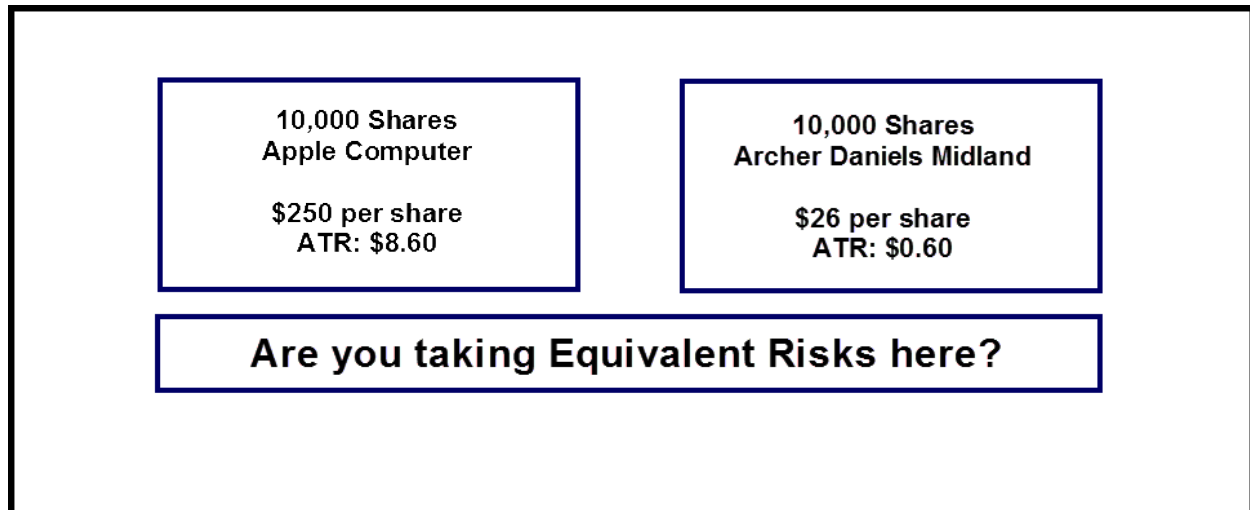 10,000 Shares
Apple Computer
$250 per share
ATR: $8.60
10,000 Shares
Archer Daniels Midland
$26 per share
ATR: $0.60
Are you taking Equivalent Risks here?